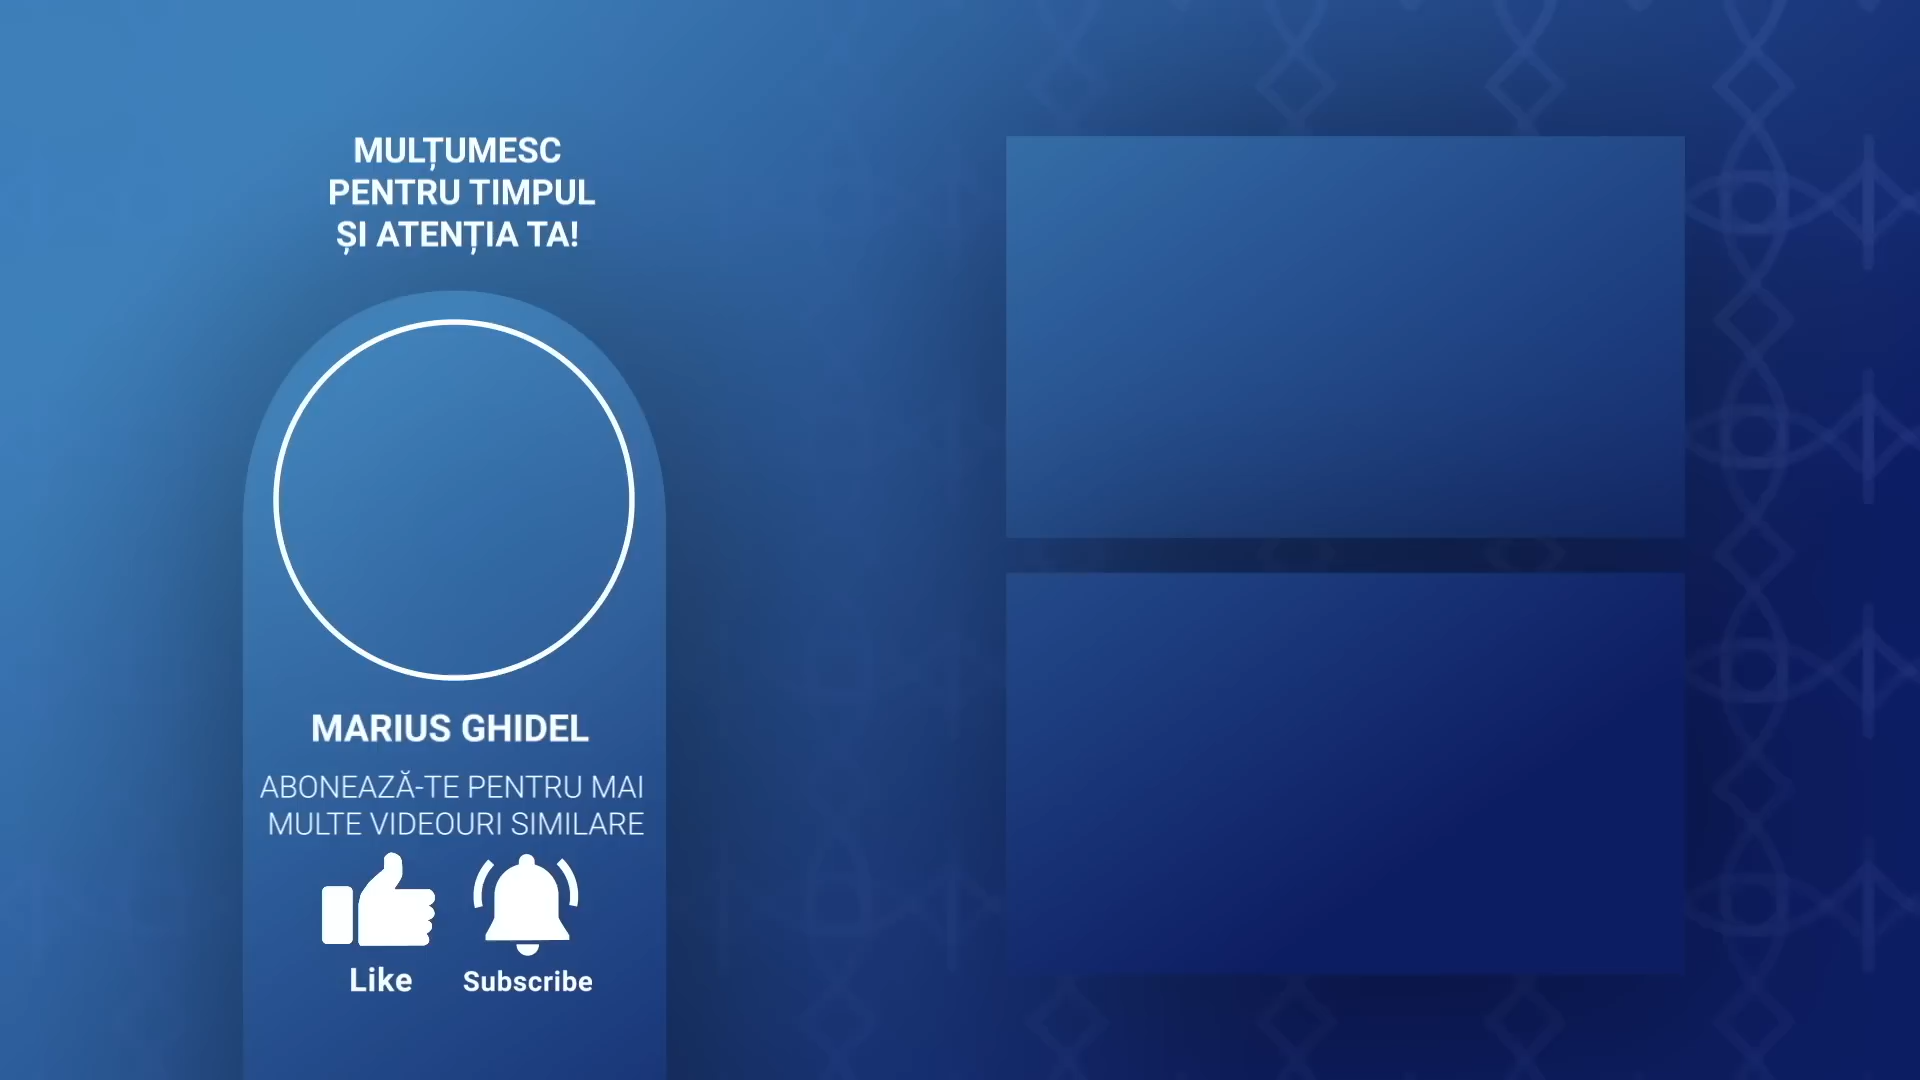 MULȚUMESC
PENTRU TIMPUL
ȘI ATENȚIA TA!
MARIUS GHIDEL
ABONEAZĂ-TE PENTRU MAI
MULTE VIDEOURI SIMILARE
Like
Subscribe